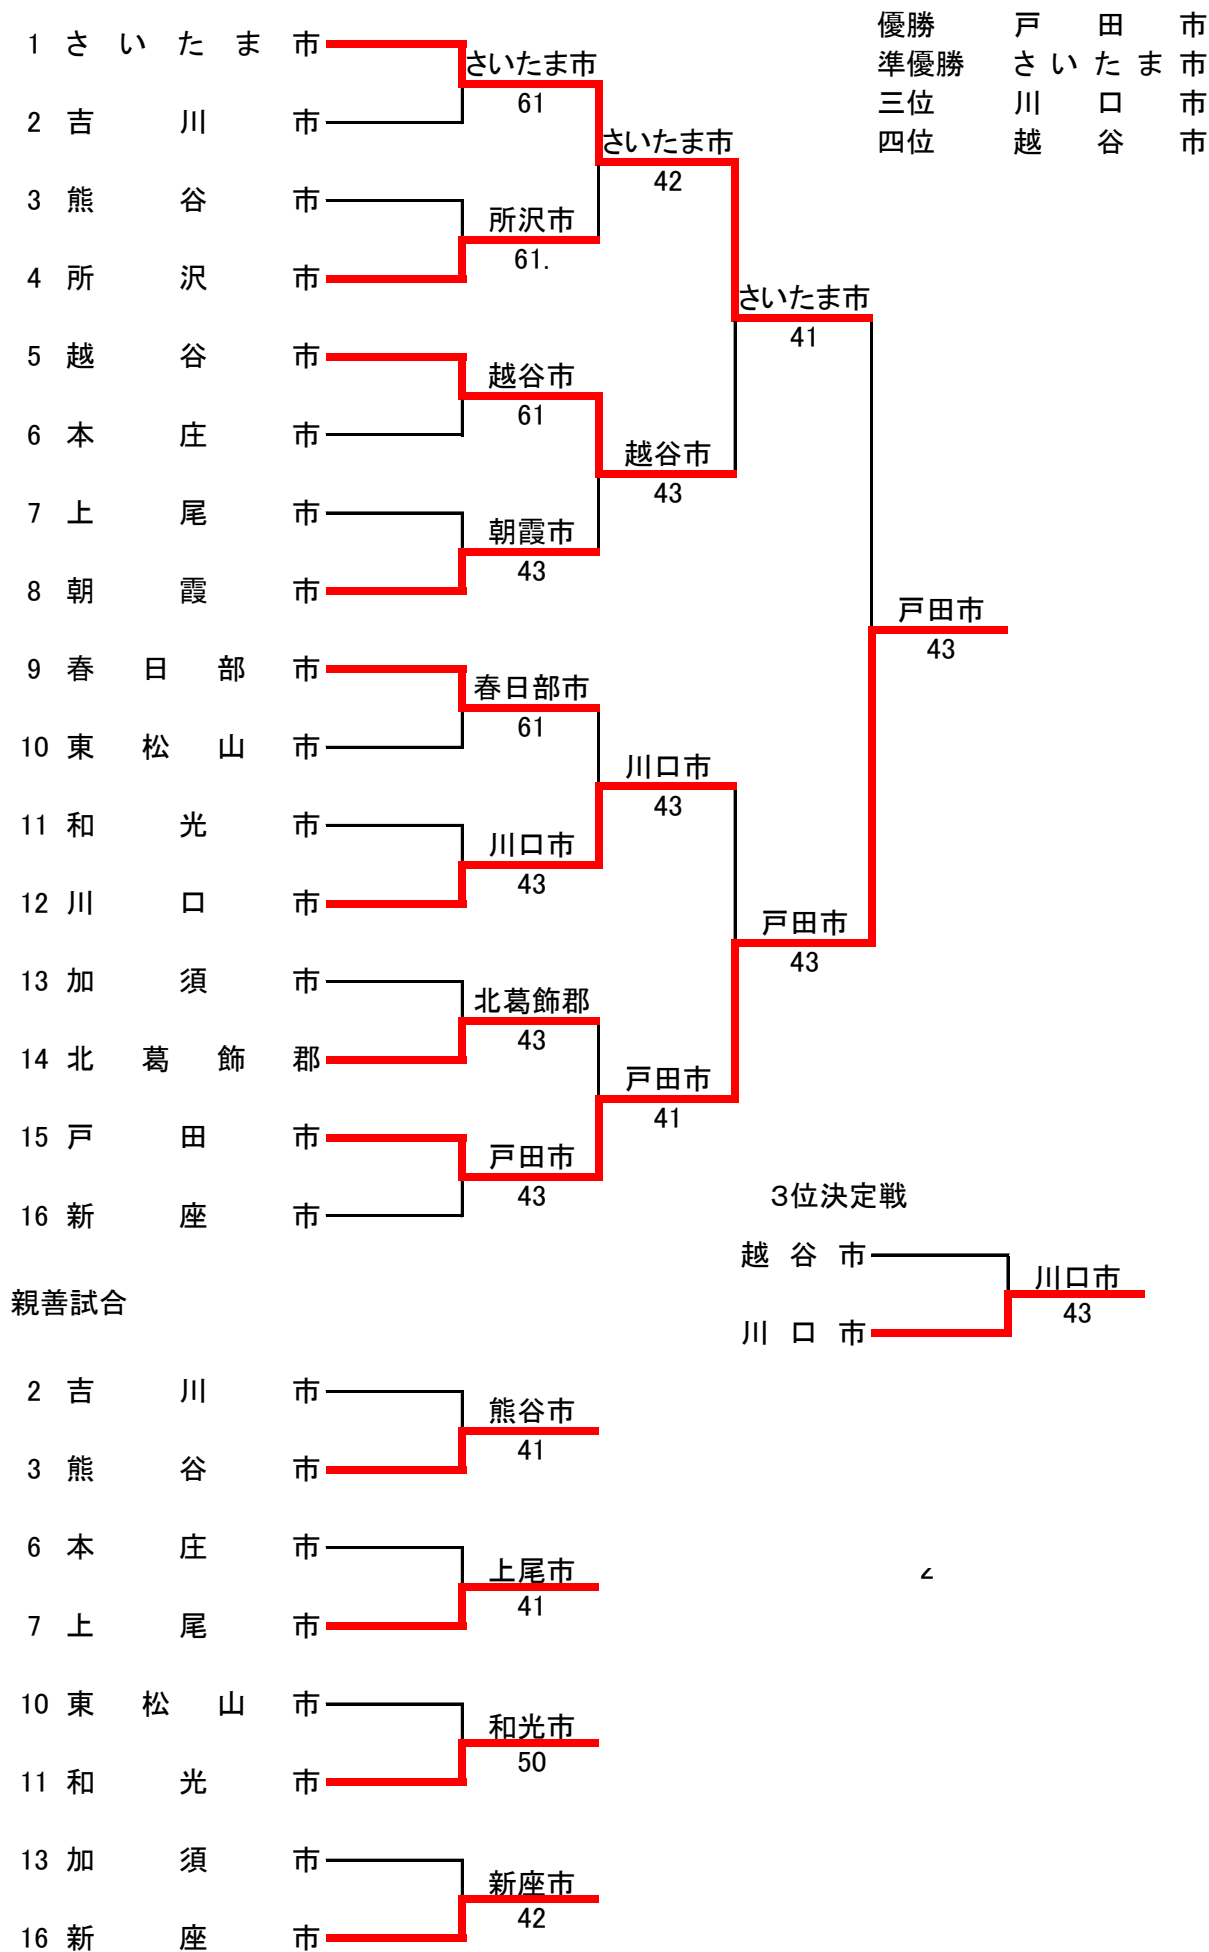 優勝 戸田市
準優勝 さいたま市
三位 川口市
四位 越谷市
1 さいたま市
さいたま市
61
2 吉川市
さいたま市
42
3 熊谷市
所沢市
61.
4 所沢市
さいたま市
41
5 越谷市
越谷市
61
6 本庄市
越谷市
43
7 上尾市
朝霞市
43
8 朝霞市
戸田市
43
9 春日部市
春日部市
61
10 東松山市
川口市
43
11 和光市
川口市
43
12 川口市
戸田市
43
13 加須市
北葛飾郡
43
14 北葛飾郡
戸田市
41
15 戸田市
戸田市
43
16 新座市
3位決定戦
越谷市
川口市
43
川口市
親善試合
2 吉川市
熊谷市
41
3 熊谷市
6 本庄市
上尾市
41
7 上尾市
10 東松山市
和光市
50
11 和光市
13 加須市
新座市
42
16 新座市